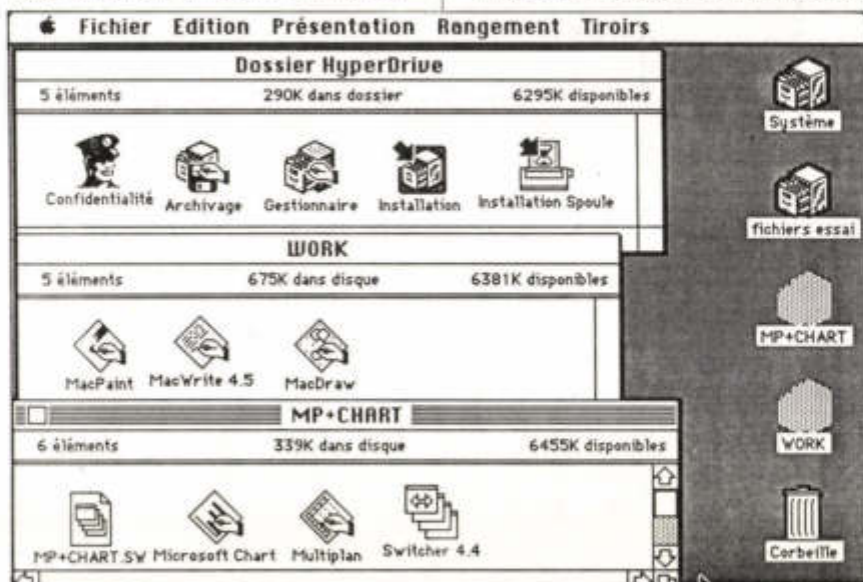 Fichier Edition Présentation Rangement Tiroirs
Dossier HyperDrive
5 éléments 290K dans dossier 6295K disponibles
Confidentialité Archivage Gestionnaire Installation Installation Spoule
WORK
5 éléments 675K dans disque 6381K disponibles
MacPaint MacWrite 4.5 MacDraw
MP+CHART
6 éléments 339K dans disque 6455K disponibles
MP+CHART.SW Microsoft Chart Multiplan Switcher 4.4
Système
fichiers essai
MP+CHART
WORK
Corbeille